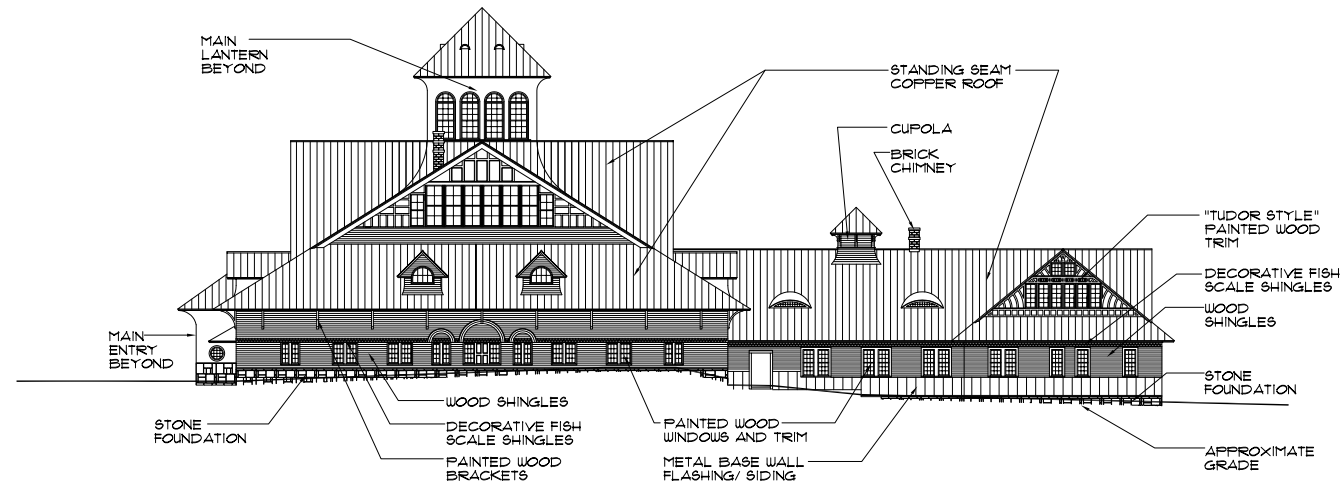 MAIN
LANTERN
BEYOND
STANDING SEAM
COPPER ROOF
CUPOLA
BRICK
CHIMNEY
"TUDOR STYLE"
PAINTED WOOD
TRIM
DECORATIVE FISH
SCALE SHINGLES
WOOD
SHINGLES
MAIN
ENTRY
BEYOND
STONE
FOUNDATION
STONE
FOUNDATION
WOOD SHINGLES
DECORATIVE FISH
SCALE SHINGLES
PAINTED WOOD
BRACKETS
PAINTED WOOD
WINDOWS AND TRIM
METAL BASE WALL
FLASHING/ SIDING
APPROXIMATE
GRADE